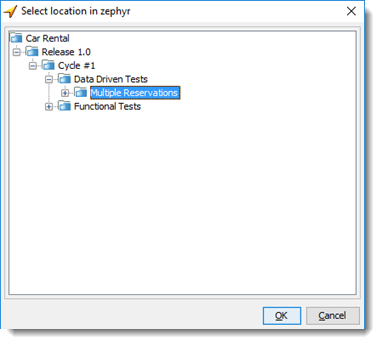 Select location in zephyr
Car Rental
Release 1.0
Cycle #1
Data Driven Tests
Multiple Reservations
Functional Tests
OK Cancel